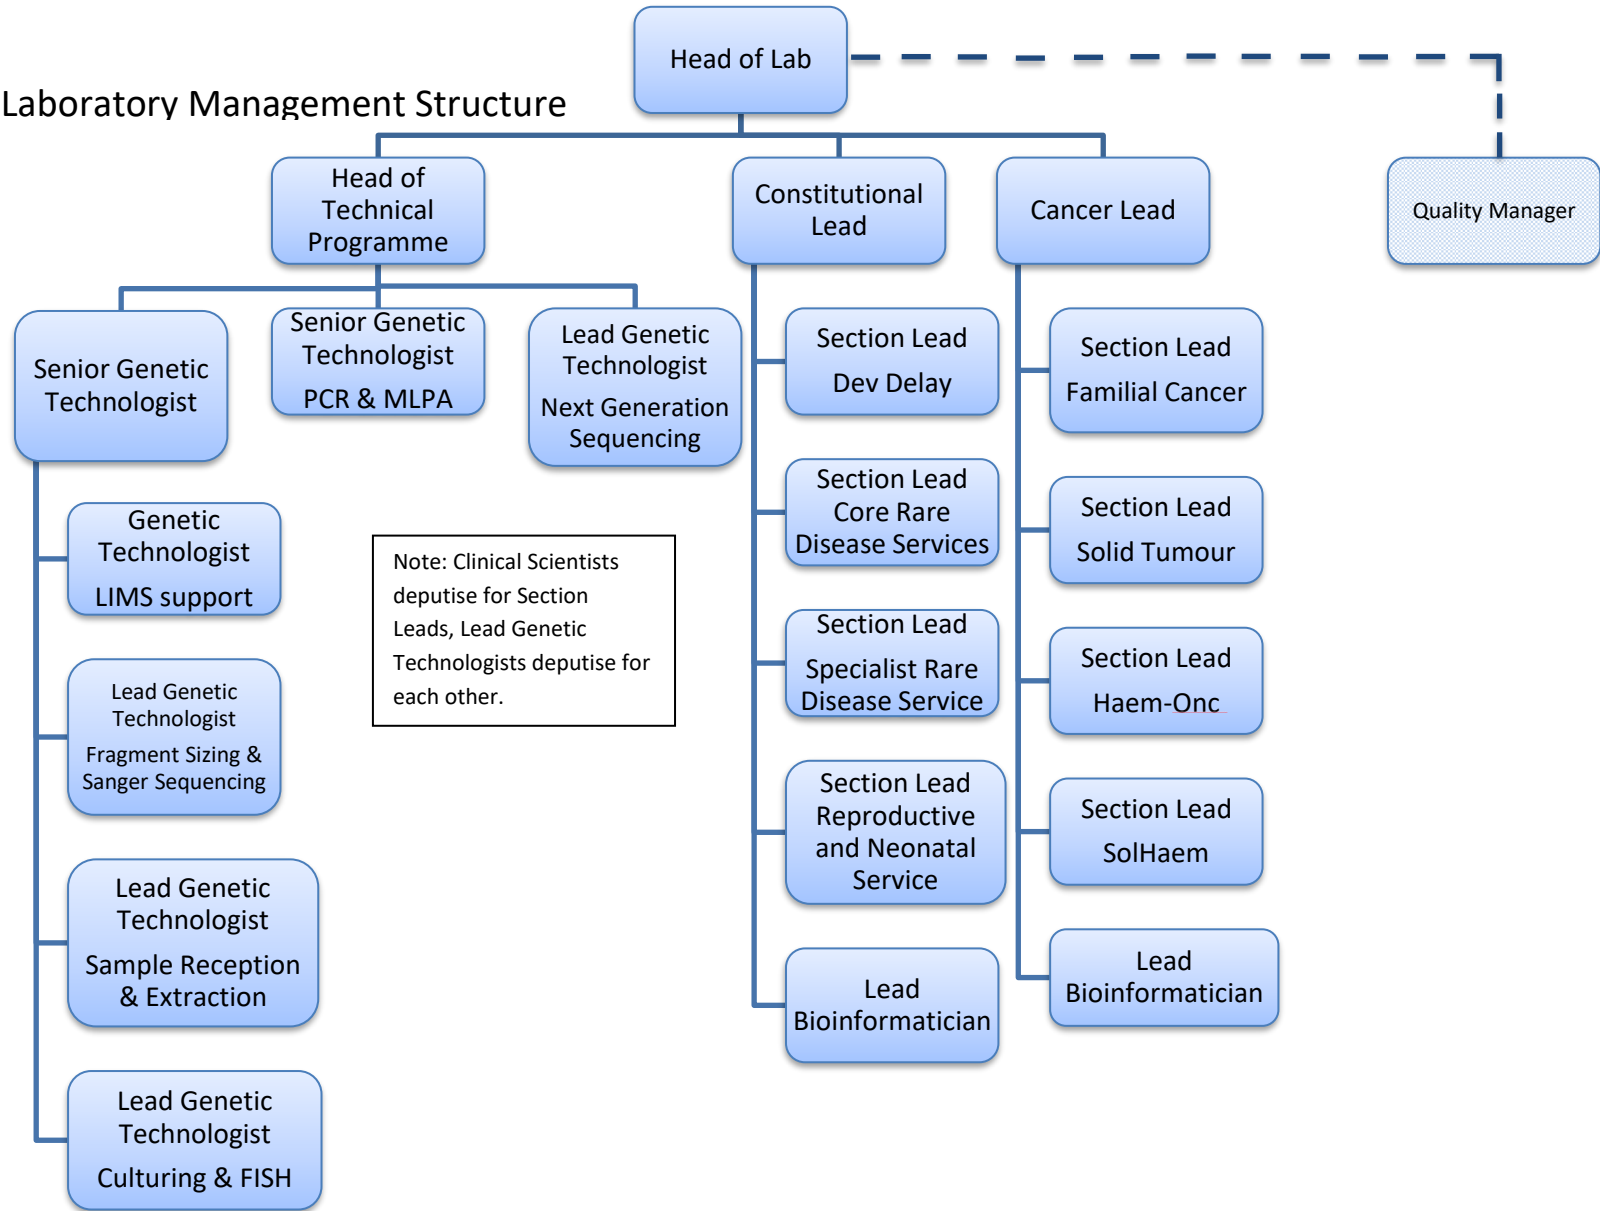 Head of Lab
Laboratory Management Structure
Head of
Technical
Programme
Constitutional
Lead
Cancer Lead
Quality Manager
Senior Genetic
Technologist
Senior Genetic
Technologist
PCR & MLPA
Lead Genetic
Technologist
Next Generation
Sequencing
Genetic
Technologist
LIMS support
Lead Genetic
Technologist
Fragment Sizing &
Sanger Sequencing
Lead Genetic
Technologist
Sample Reception
& Extraction
Lead Genetic
Technologist
Culturing & FISH
Note: Clinical Scientists
deputise for Section
Leads, Lead Genetic
Technologists deputise for
each other.
Section Lead
Dev Delay
Section Lead
Core Rare
Disease Services
Section Lead
Specialist Rare
Disease Service
Section Lead
Reproductive
and Neonatal
Service
Lead
Bioinformatician
Section Lead
Familial Cancer
Section Lead
Solid Tumour
Section Lead
Haem-Onc
Section Lead
SolHaem
Lead
Bioinformatician